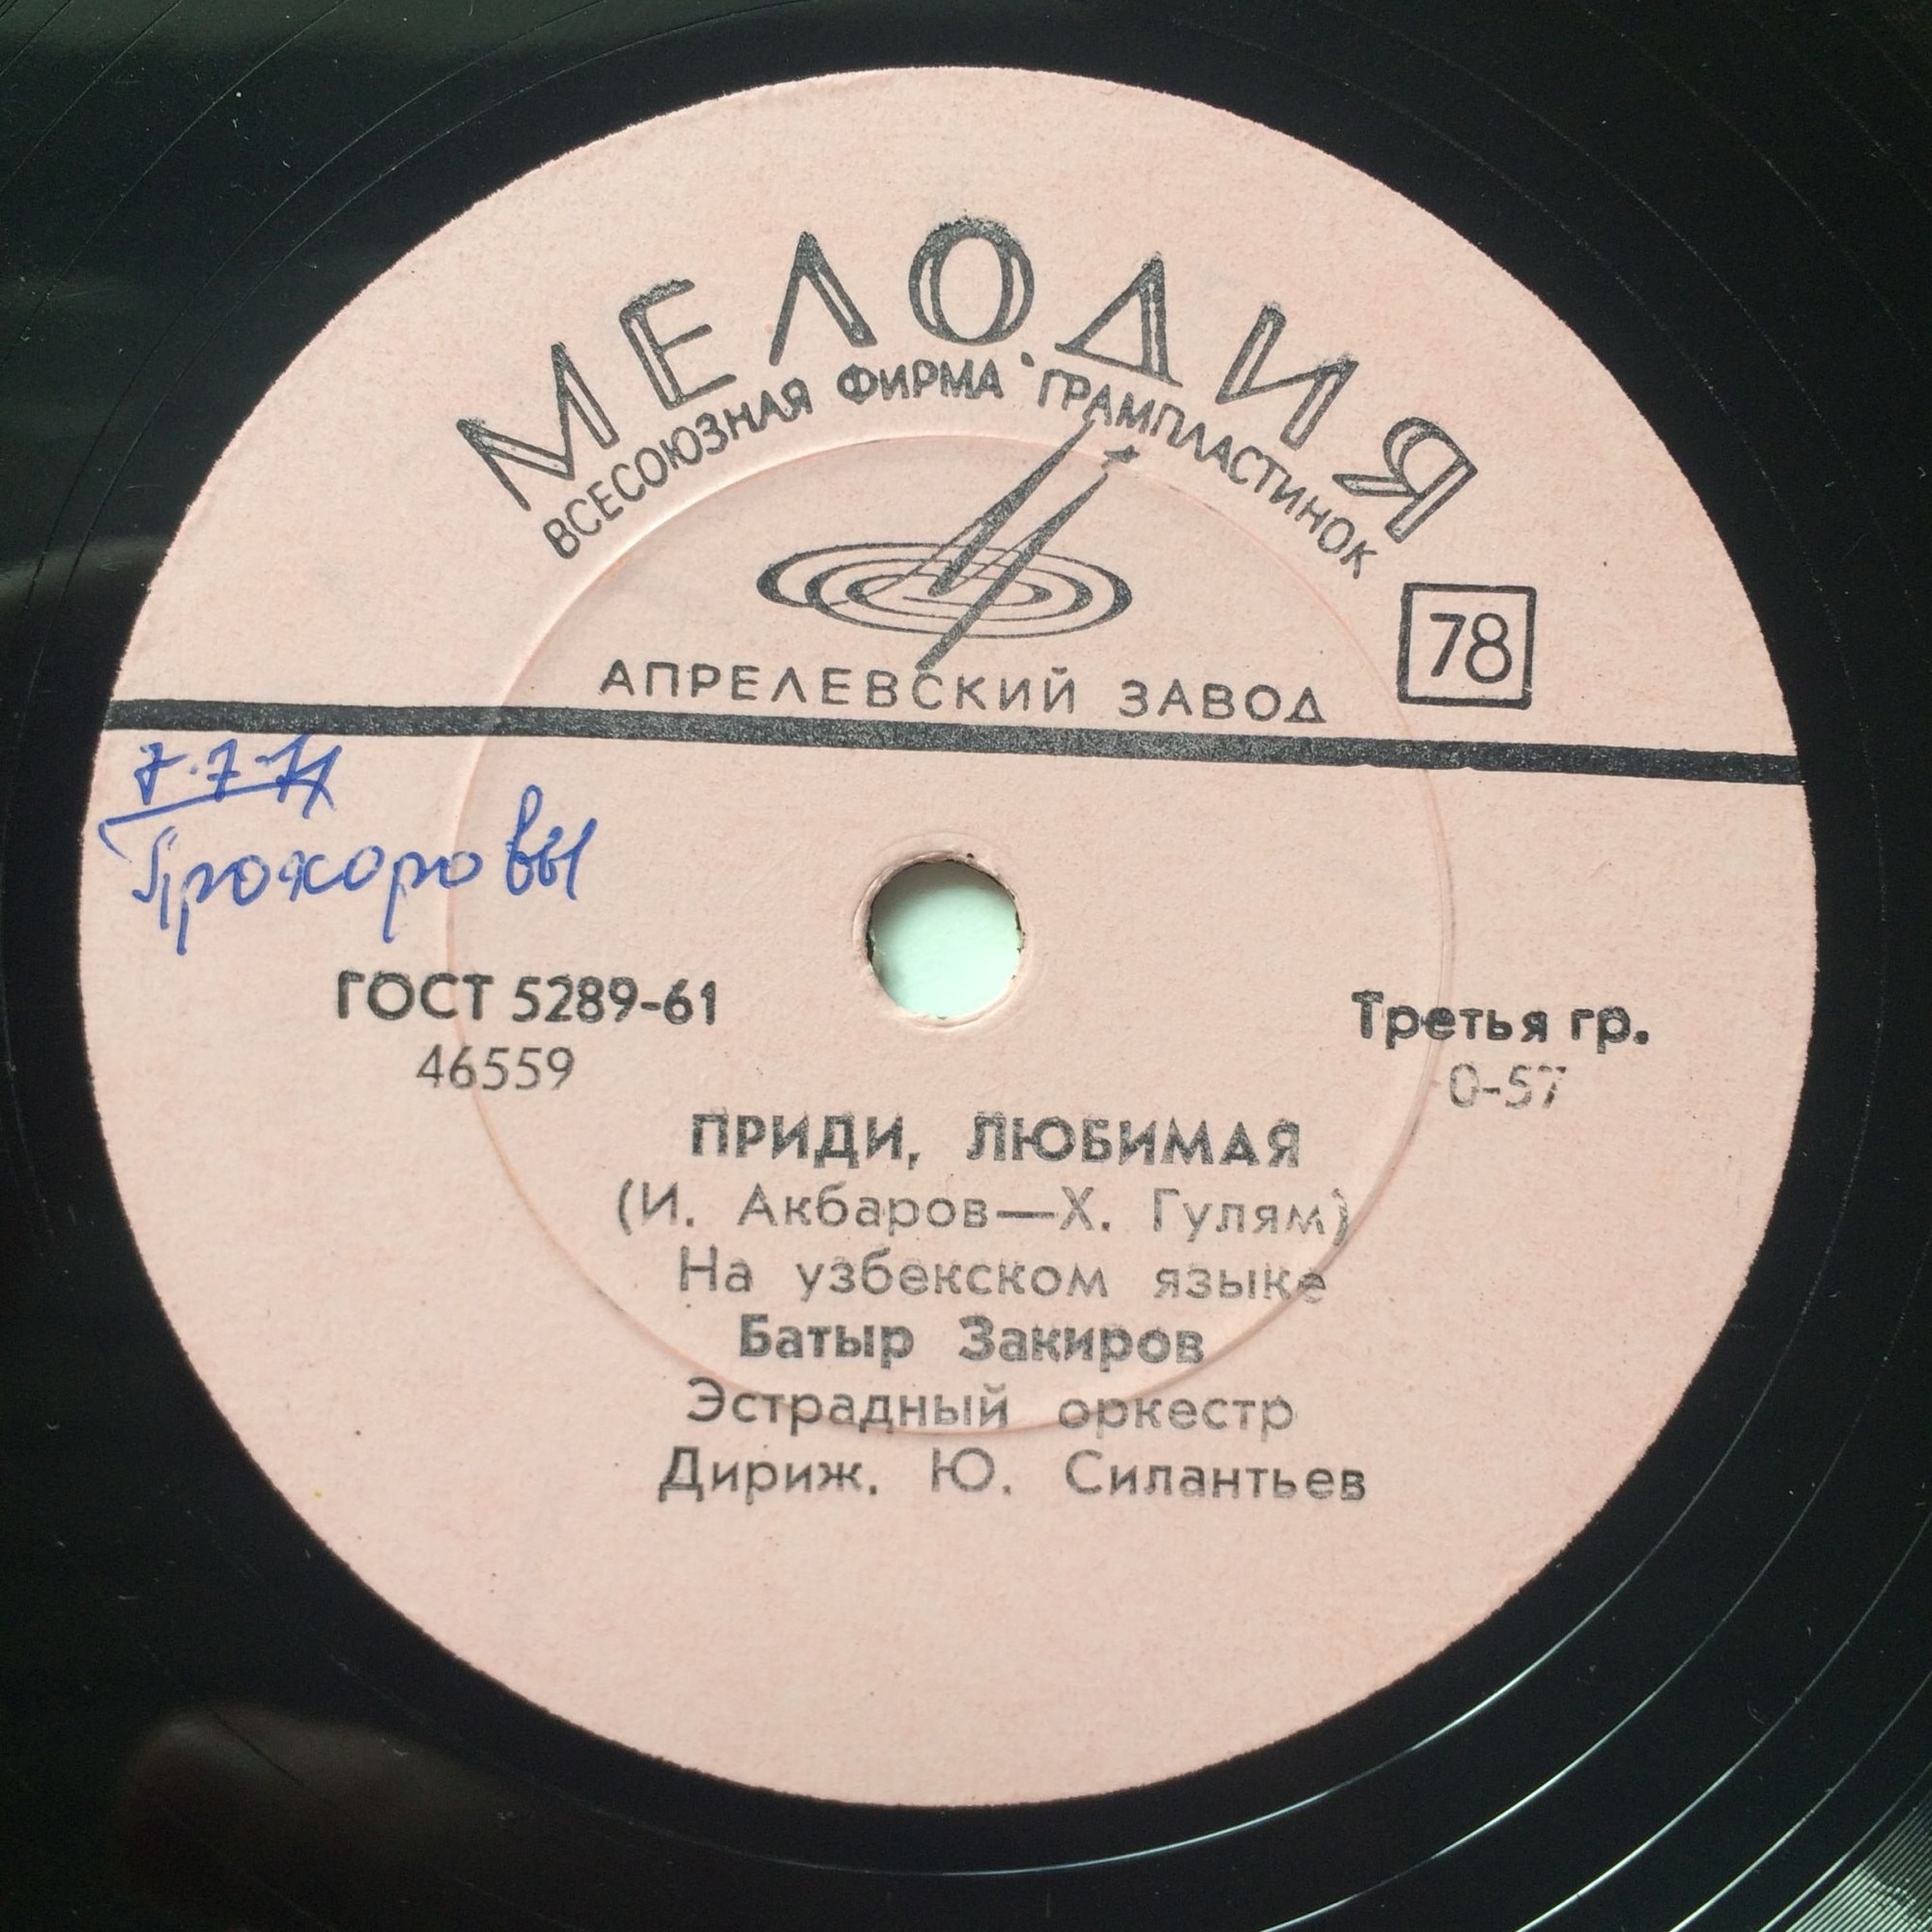 МЕЛОДИЯ
ВСЕСОЮЗНАЯ ФИРМА ГРАМПЛАСТИНОК
78
АПРЕЛЕВСКИЙ ЗАВОД
7.7.71
Прохоровы
ГОСТ 5289-61
Третья гр.
46559
0-57
ПРИДИ, ЛЮБИМАЯ
(И. Акбаров—Х. Гулям)
На узбекском языке
Батыр Закиров
Эстрадный оркестр
Дириж. Ю. Силантьев